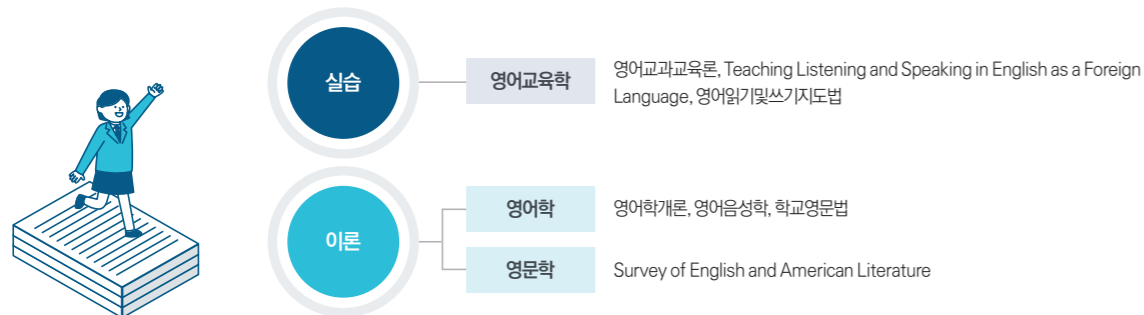 실습
영어교육학
영어교과교육론, Teaching Listening and Speaking in English as a Foreign
Language, 영어읽기및쓰기지도법
이론
영어학
영어학개론, 영어음성학, 학교영문법
영문학
Survey of English and American Literature